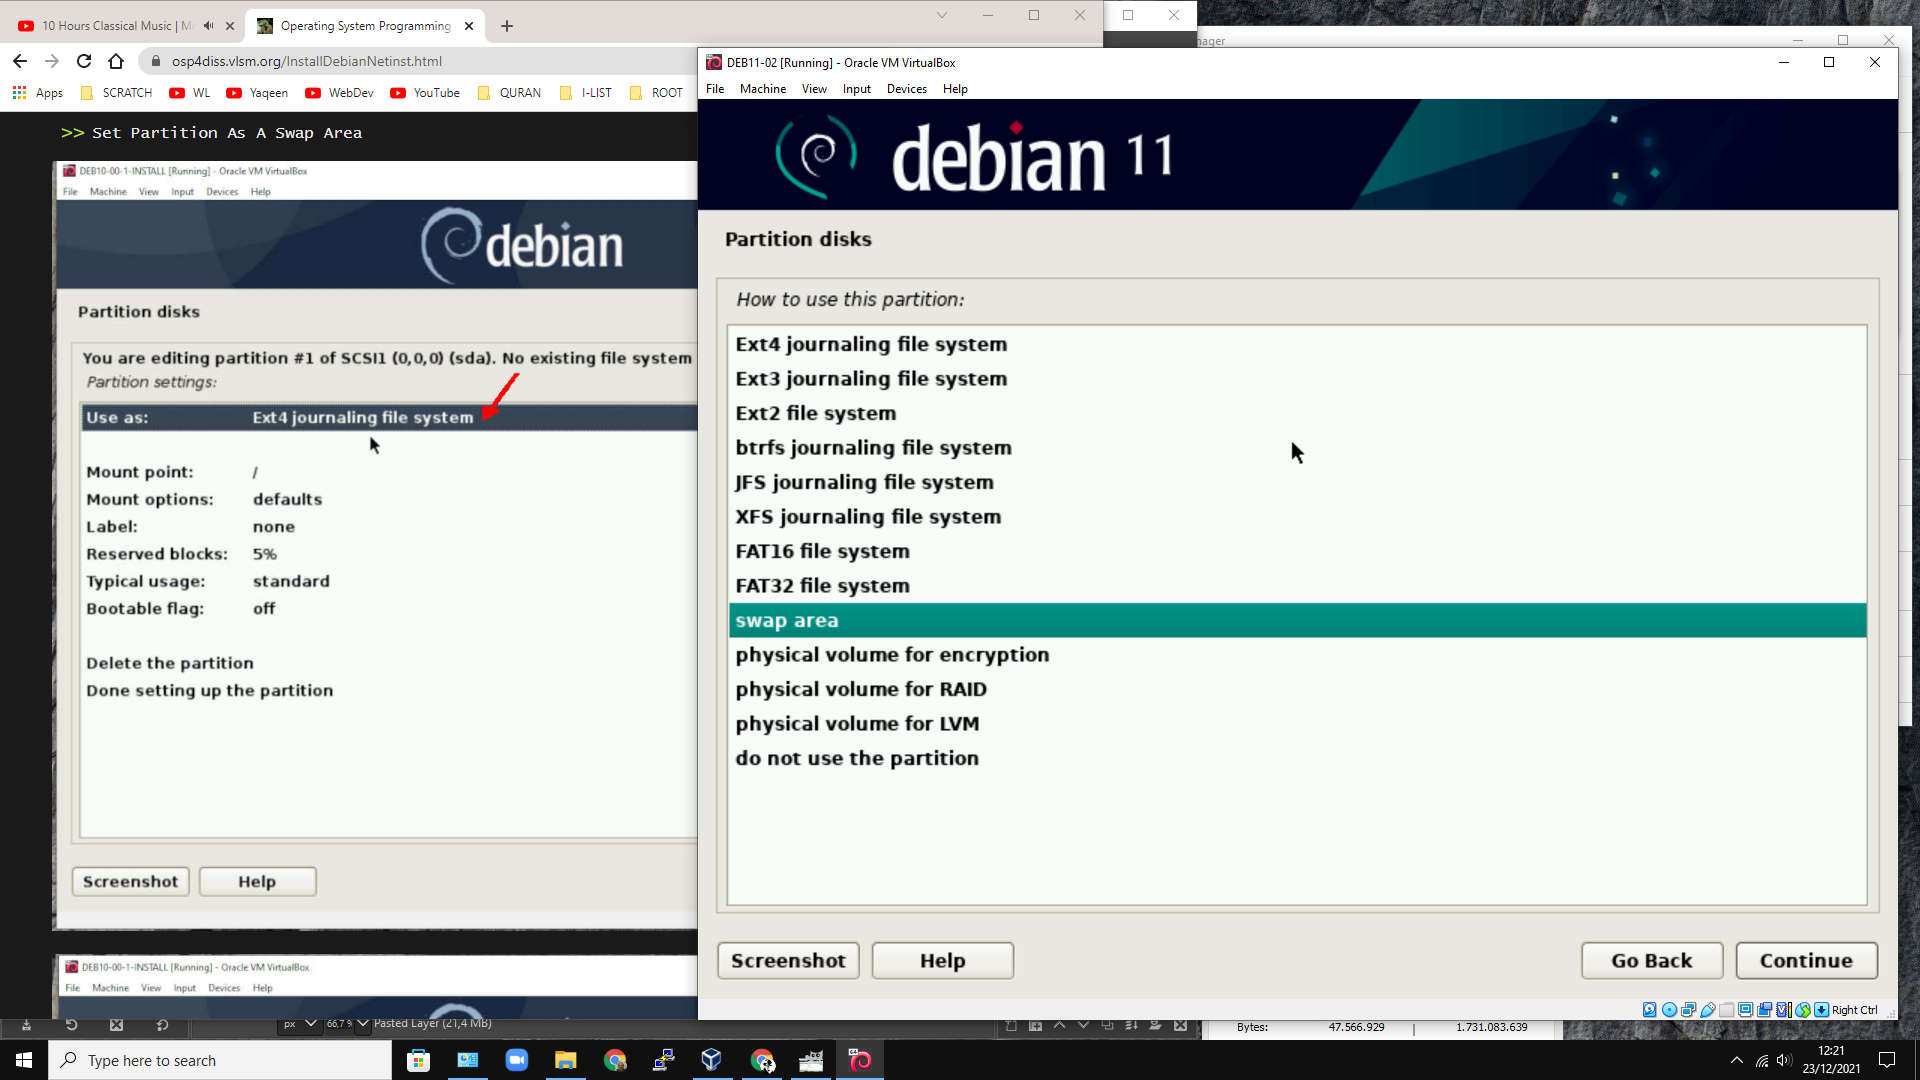 10 Hours Classical Music | M
Operating System Programming
osp4diss.vlsm.org/InstallDebianNetinst.html
Apps
SCRATCH
WL
Yaqeen
WebDev
YouTube
QURAN
I-LIST
ROOT
>> Set Partition As A Swap Area
DEB10-00-1-INSTALL [Running] - Oracle VM VirtualBox
File Machine View Input Devices Help
debian
Partition disks
You are editing partition #1 of SCSI1 (0,0,0) (sda). No existing file system
Partition settings:
Use as: Ext4 journaling file system
Mount point: /
Mount options: defaults
Label: none
Reserved blocks: 5%
Typical usage: standard
Bootable flag: off
Delete the partition
Done setting up the partition
Screenshot
Help
DEB10-00-1-INSTALL [Running] - Oracle VM VirtualBox
File Machine View Input Devices Help
px
66,7
Pasted Layer (21,4 MB)
nager
DEB11-02 [Running] - Oracle VM VirtualBox
File Machine View Input Devices Help
debian 11
Partition disks
How to use this partition:
Ext4 journaling file system
Ext3 journaling file system
Ext2 file system
btrfs journaling file system
JFS journaling file system
XFS journaling file system
FAT16 file system
FAT32 file system
swap area
physical volume for encryption
physical volume for RAID
physical volume for LVM
do not use the partition
Screenshot
Help
Go Back
Continue
Right Ctrl
Bytes: 47.566.929 | 1.731.083.639
Type here to search
12:21
23/12/2021